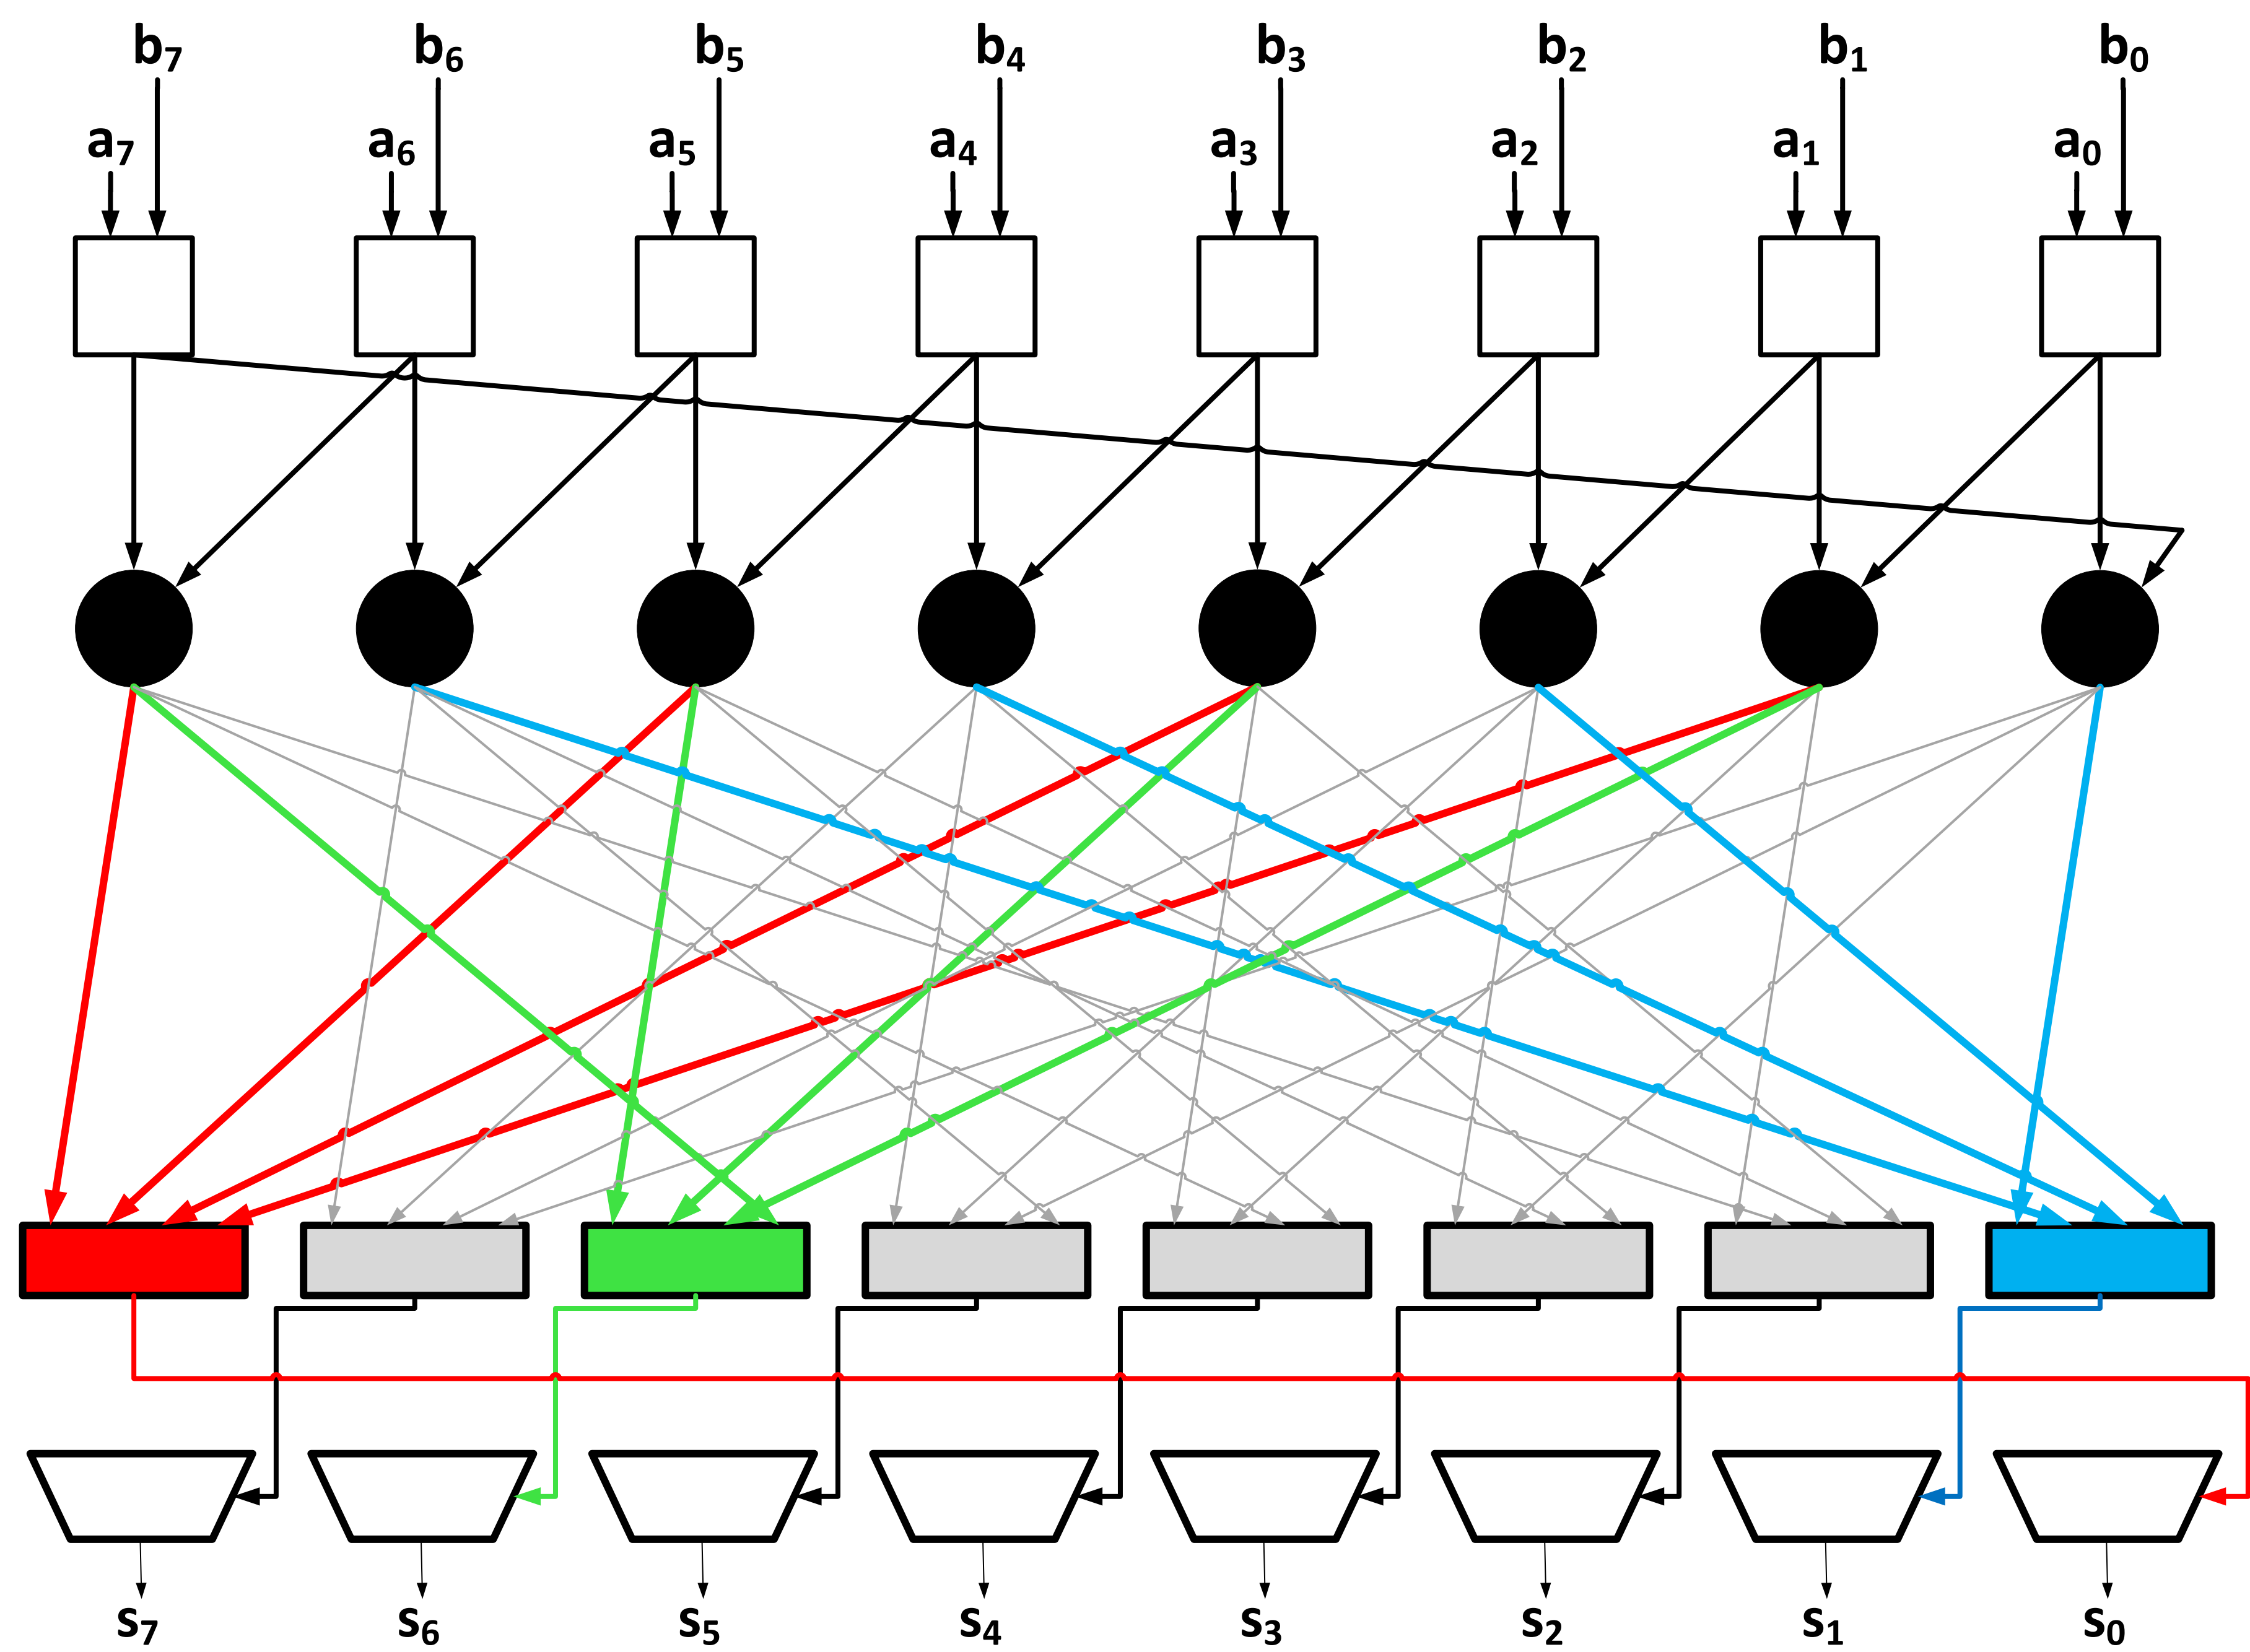 b₇ b₆ b₅ b₄ b₃ b₂ b₁ b₀
a₇ a₆ a₅ a₄ a₃ a₂ a₁ a₀
s₇ s₆ s₅ s₄ s₃ s₂ s₁ s₀